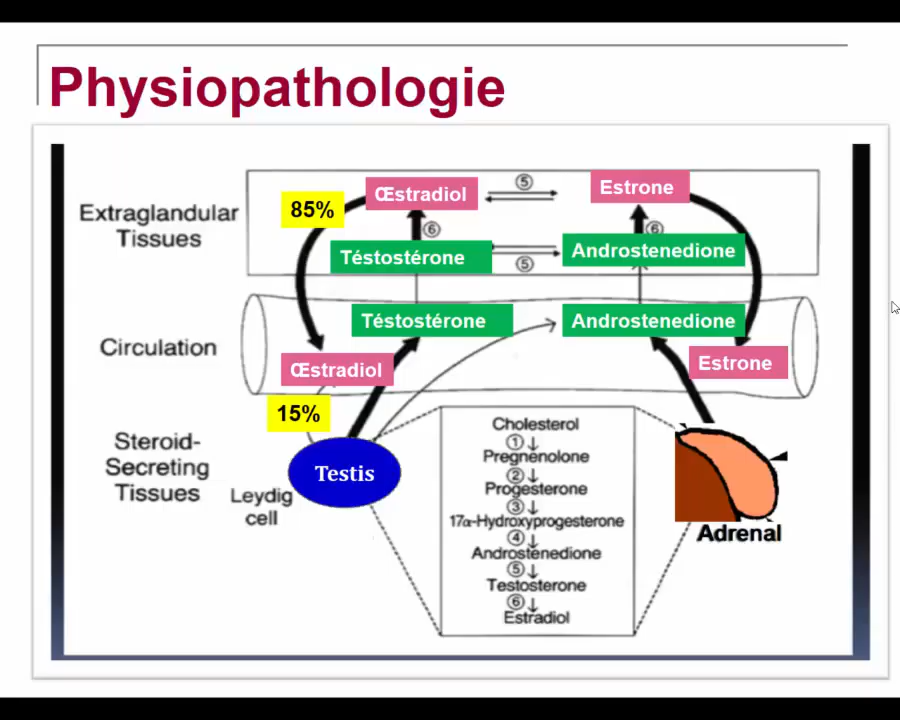 Physiopathologie
Extraglandular
Tissues
85%
Œstradiol
⑤
Estrone
⑥
⑥
Téstostérone
⑤
Androstenedione
Circulation
Téstostérone
Androstenedione
Œstradiol
Estrone
15%
Steroid-
Secreting
Tissues
Leydig
cell
Testis
Cholesterol
①↓
Pregnenolone
②↓
Progesterone
③↓
17α-Hydroxyprogesterone
④↓
Androstenedione
⑤↓
Testosterone
⑥↓
Estradiol
Adrenal